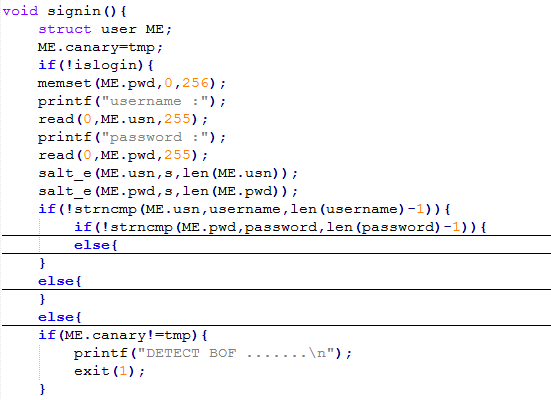 void signin(){
struct user ME;
ME.canary=tmp;
if(!islogin){
memset(ME.pwd,0,256);
printf("username :");
read(0,ME.usn,255);
printf("password :");
read(0,ME.pwd,255);
salt_e(ME.usn,s,len(ME.usn));
salt_e(ME.pwd,s,len(ME.pwd));
if(!strncmp(ME.usn,username,len(username)-1)){
if(!strncmp(ME.pwd,password,len(password)-1)){
else{
}
else{
}
else{
if(ME.canary!=tmp){
printf("DETECT BOF .......\n");
exit(1);
}